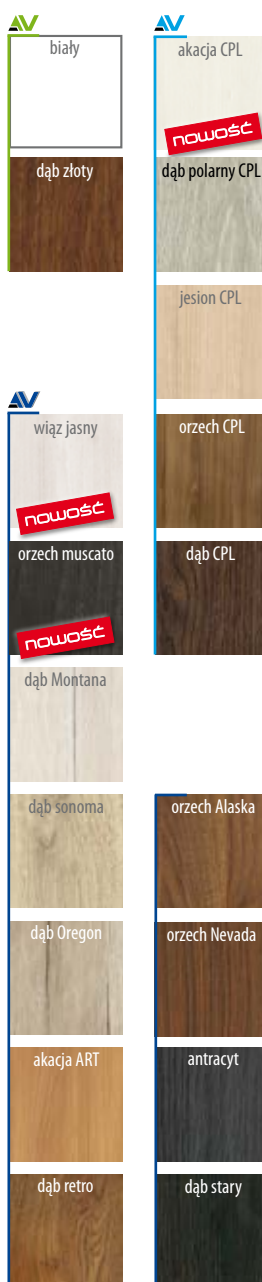 AV
biały
dąb złoty
AV
wiąz jasny
nowość
orzech muscato
nowość
dąb Montana
dąb sonoma
dąb Oregon
akacja ART
dąb retro
AV
akacja CPL
nowość
dąb polarny CPL
jesion CPL
orzech CPL
dąb CPL
orzech Alaska
orzech Nevada
antracyt
dąb stary